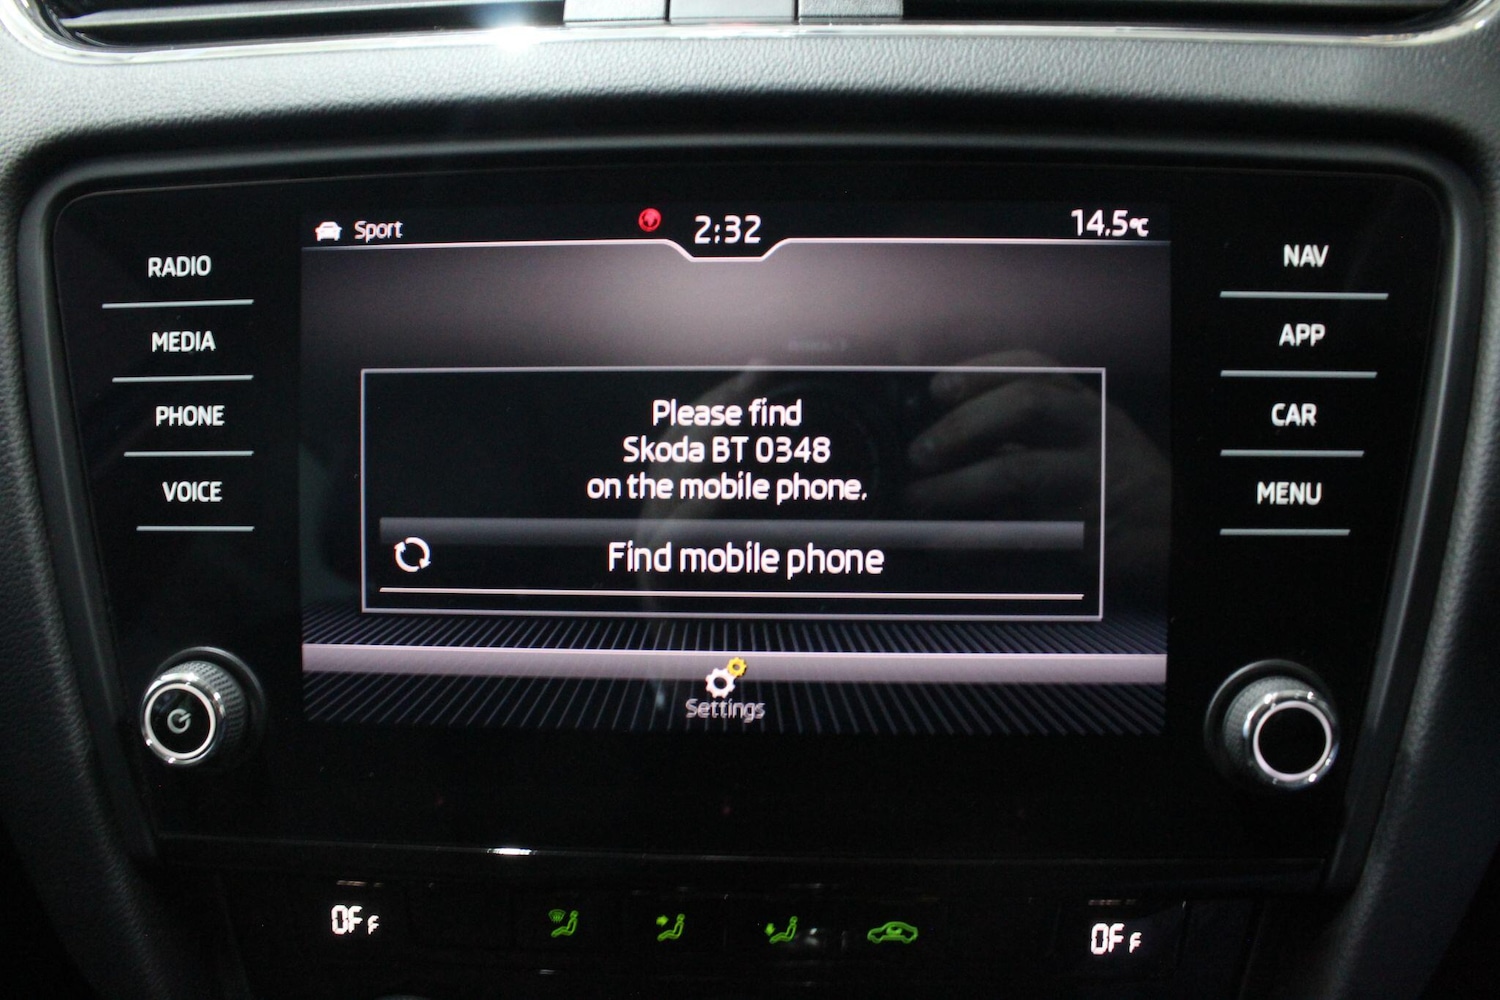 Sport
2:32
14.5°C
RADIO
MEDIA
PHONE
VOICE
NAV
APP
CAR
MENU
Please find
Skoda BT 0348
on the mobile phone.
Find mobile phone
Settings
OFF
OFF